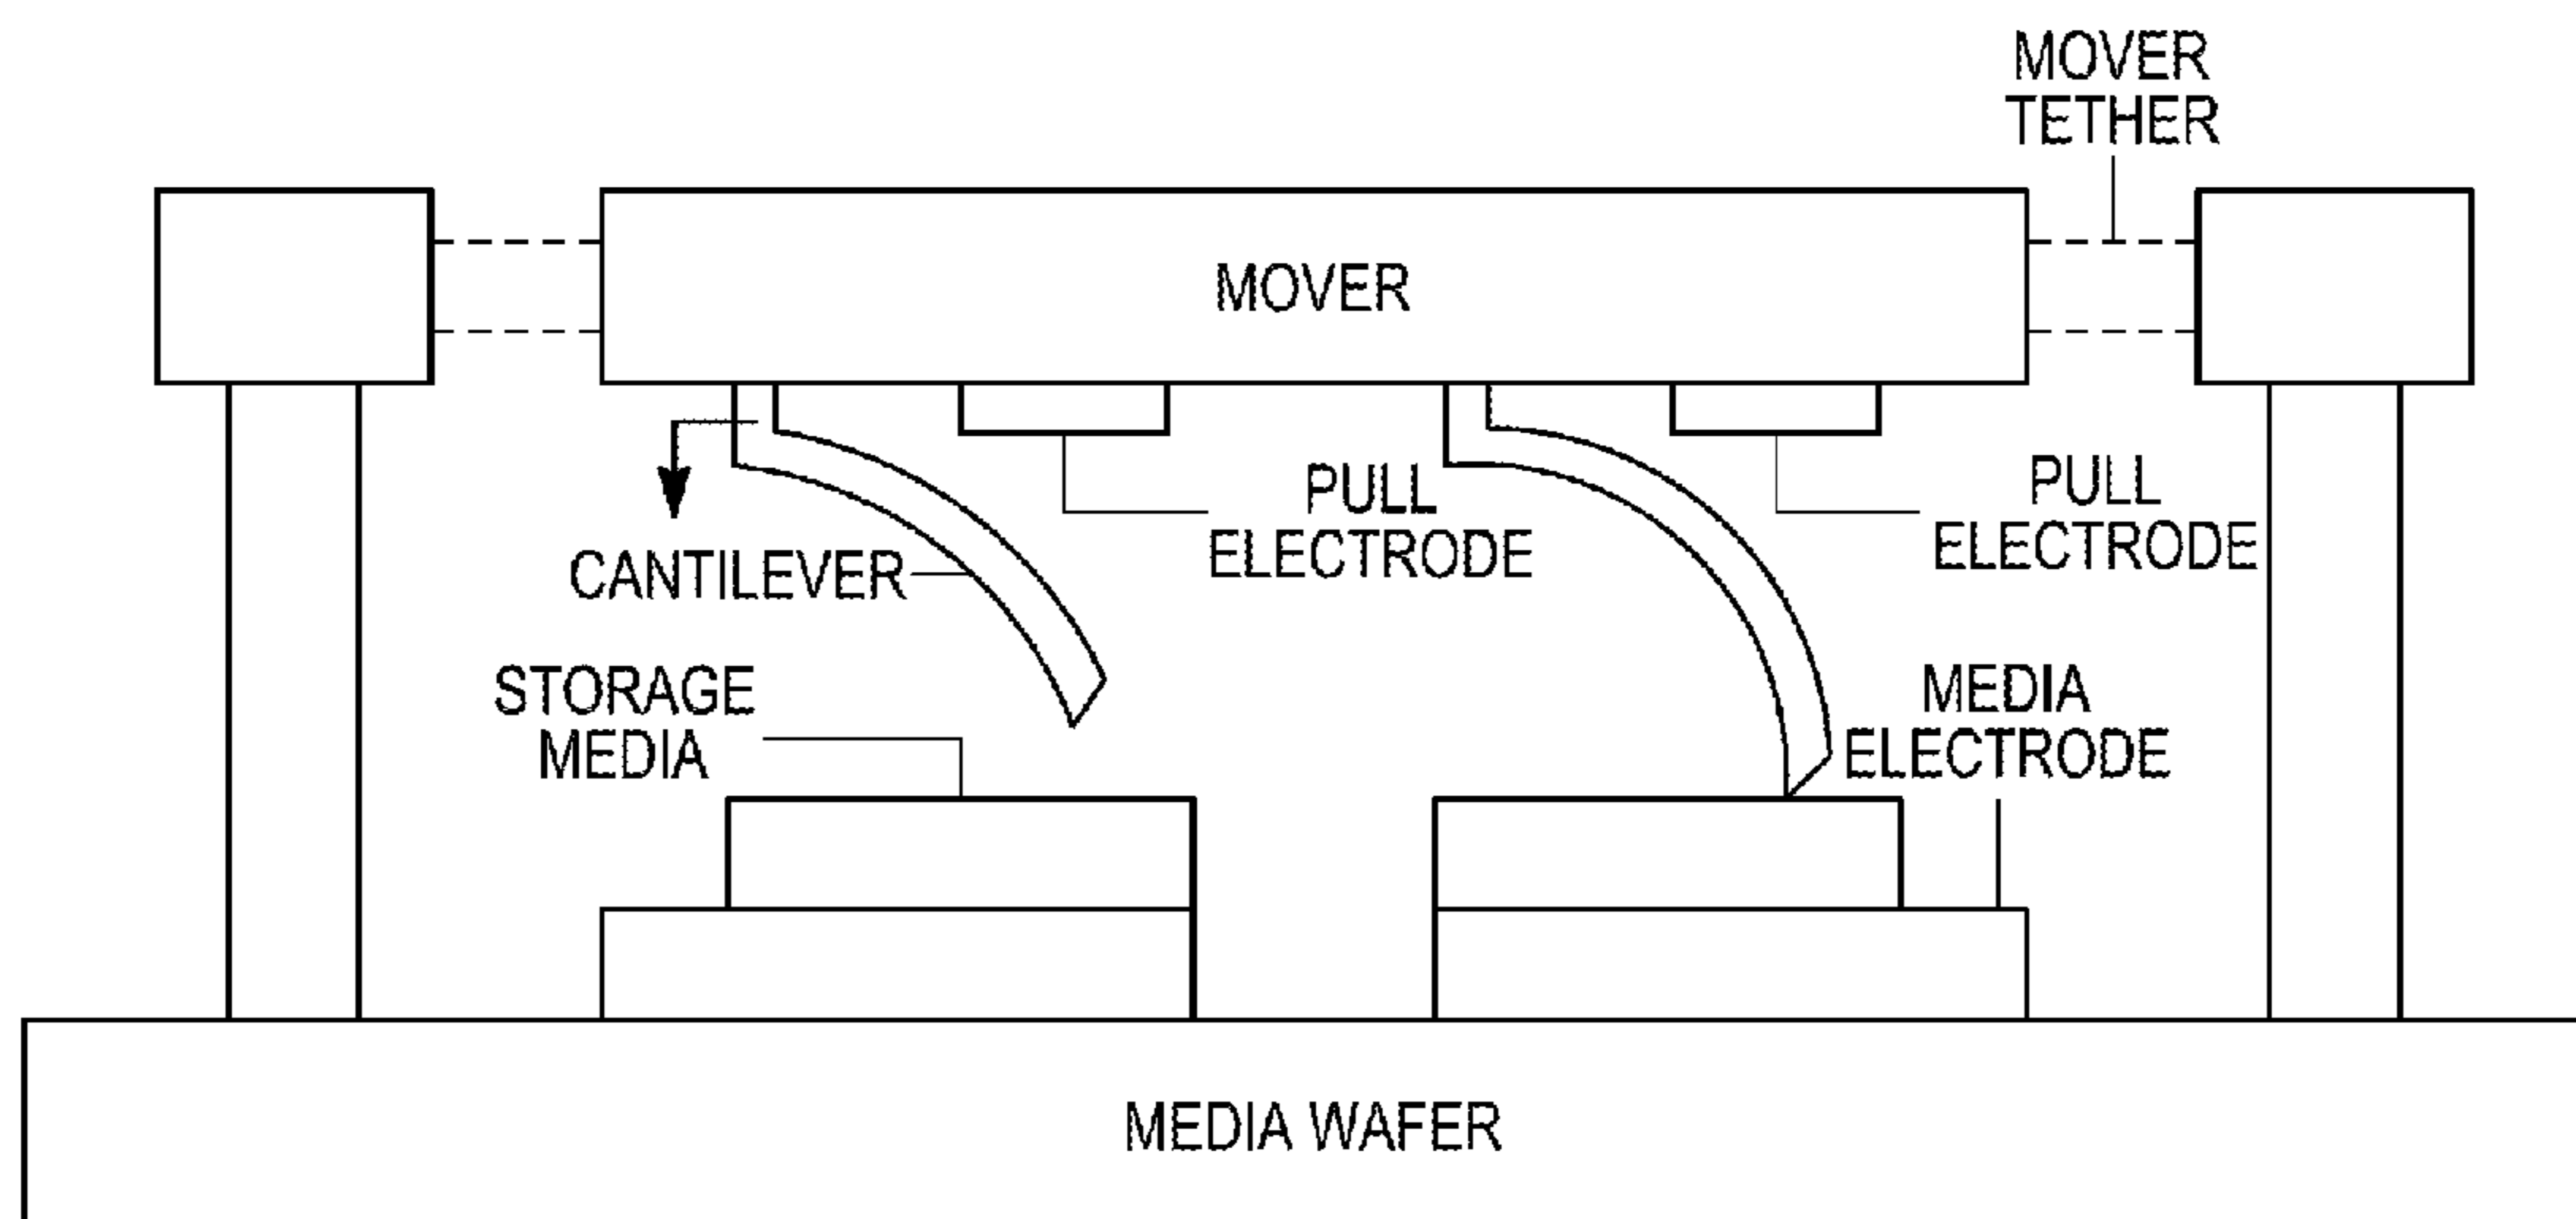 MOVER
TETHER
MOVER
PULL
ELECTRODE
PULL
ELECTRODE
CANTILEVER
STORAGE
MEDIA
MEDIA
ELECTRODE
MEDIA WAFER